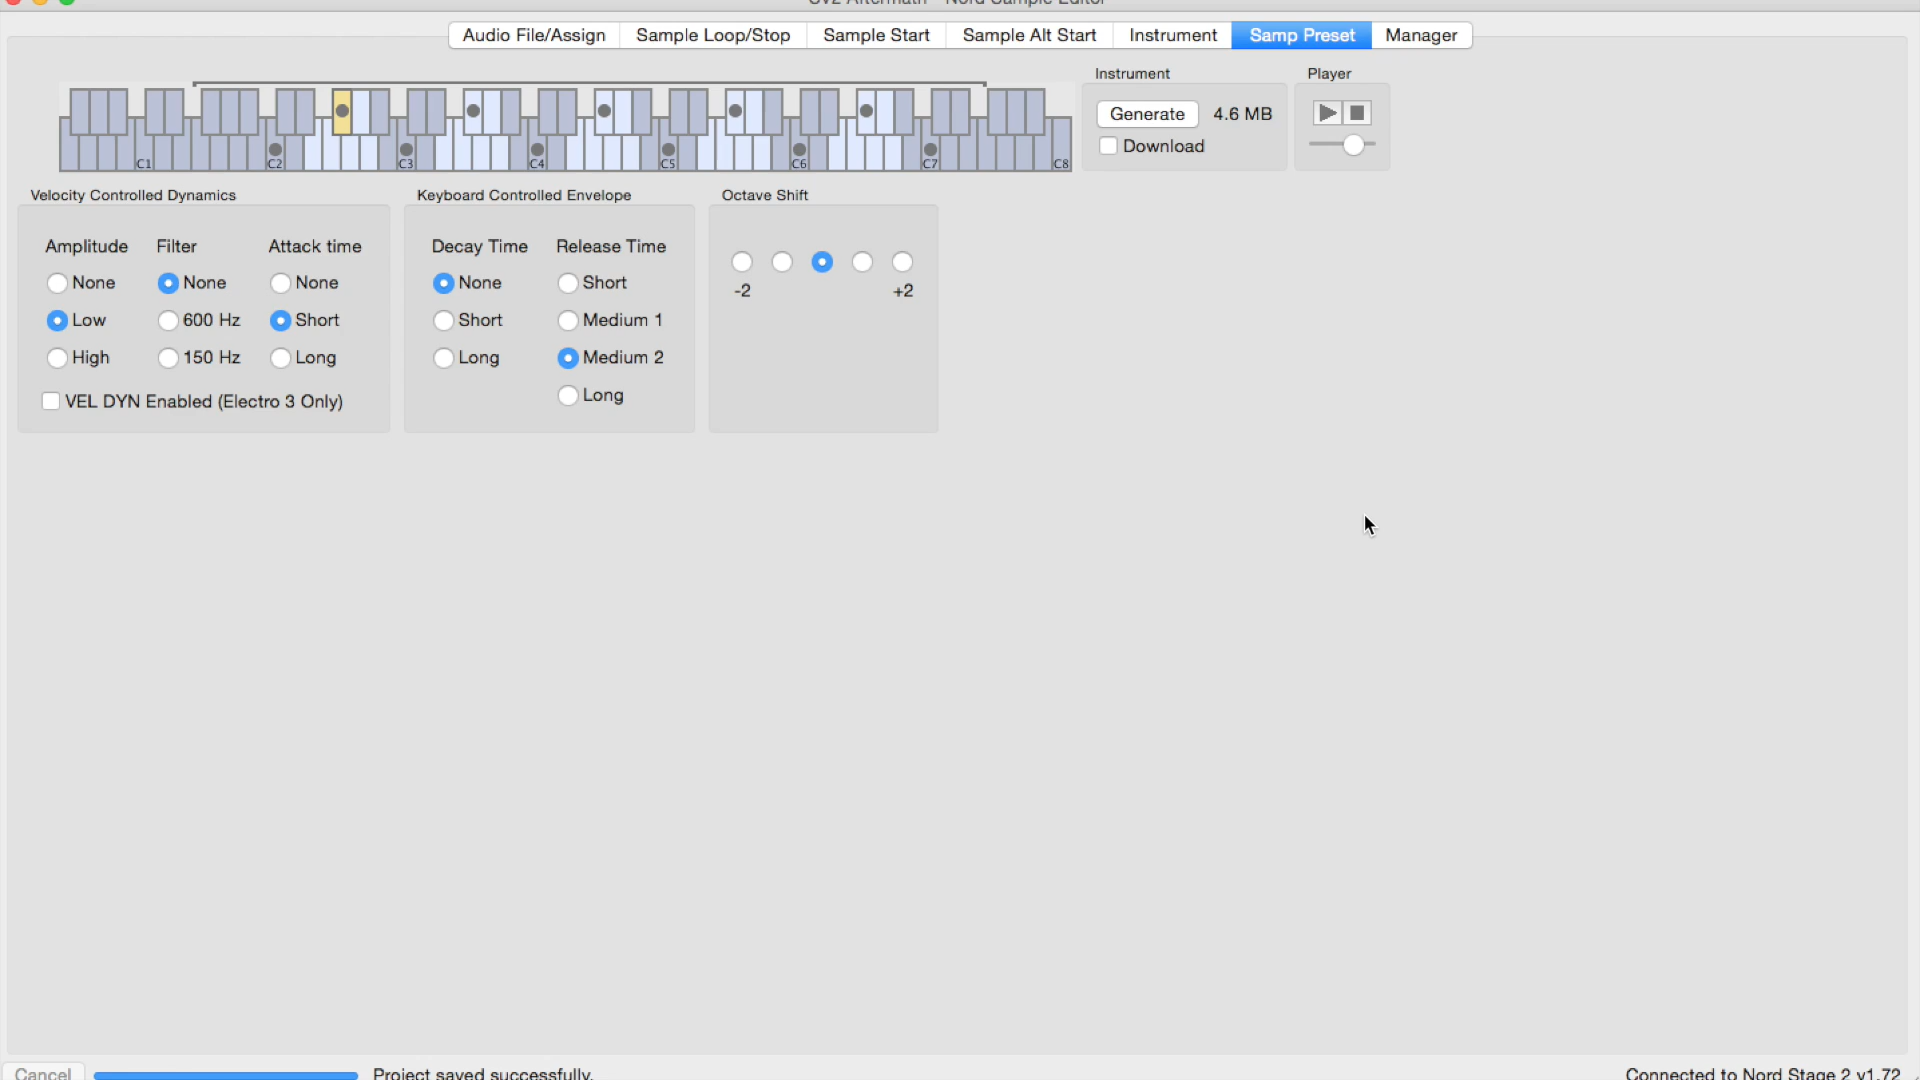 Nord Sample Editor
Audio File/Assign Sample Loop/Stop Sample Start Sample Alt Start Instrument Samp Preset Manager
Instrument Player
Generate 4.6 MB
Download
C1 C2 C3 C4 C5 C6 C7 C8
Velocity Controlled Dynamics Keyboard Controlled Envelope Octave Shift
Amplitude Filter Attack time Decay Time Release Time
None None None None Short
-2 +2
Low 600 Hz Short Short Medium 1
High 150 Hz Long Long Medium 2
Long
VEL DYN Enabled (Electro 3 Only)
Cancel Project saved successfully. Connected to Nord Stage 2 v1.72